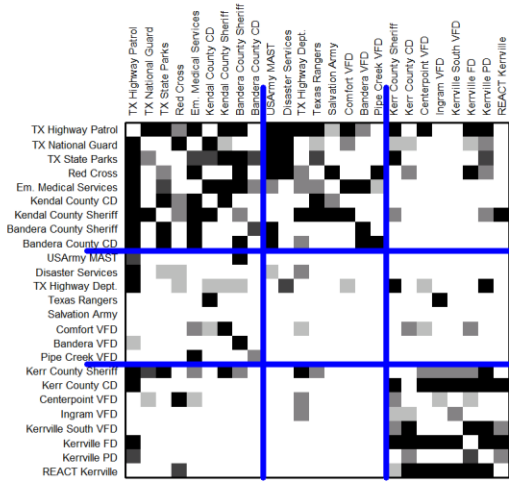 TX Highway Patrol
TX National Guard
TX State Parks
Red Cross
Em. Medical Services
Kendal County CD
Kendal County Sheriff
Bandera County Sheriff
Bandera County CD
USArmy MAST
Disaster Services
TX Highway Dept.
Texas Rangers
Salvation Army
Comfort VFD
Bandera VFD
Pipe Creek VFD
Kerr County Sheriff
Kerr County CD
Centerpoint VFD
Ingram VFD
Kerrville South VFD
Kerrville FD
Kerrville PD
REACT Kerrville
TX Highway Patrol
TX National Guard
TX State Parks
Red Cross
Em. Medical Services
Kendal County CD
Kendal County Sheriff
Bandera County Sheriff
Bandera County CD
USArmy MAST
Disaster Services
TX Highway Dept.
Texas Rangers
Salvation Army
Comfort VFD
Bandera VFD
Pipe Creek VFD
Kerr County Sheriff
Kerr County CD
Centerpoint VFD
Ingram VFD
Kerrville South VFD
Kerrville FD
Kerrville PD
REACT Kerrville